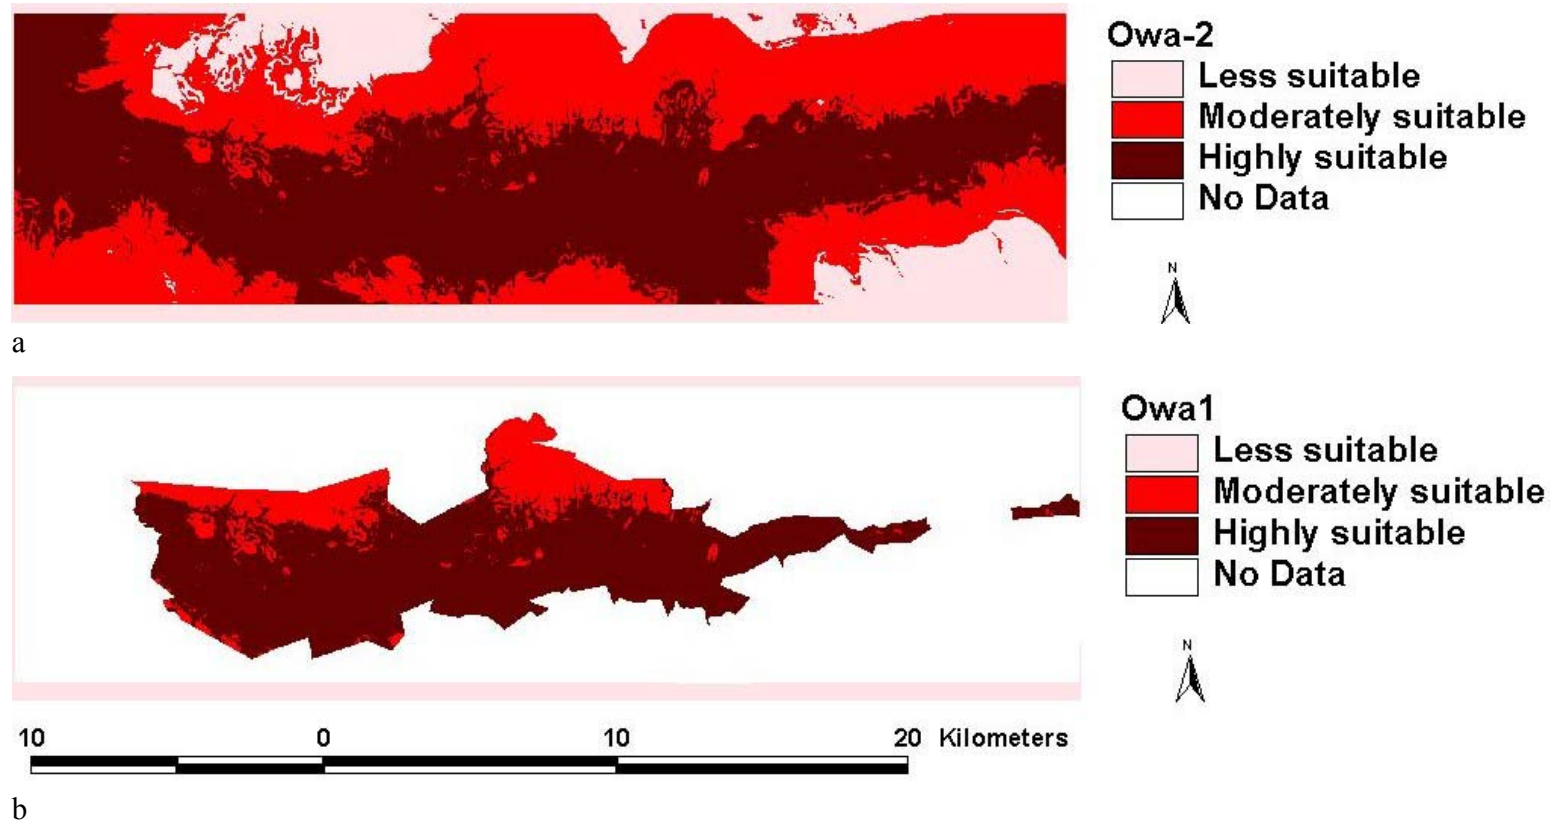 Owa-2
Less suitable
Moderately suitable
Highly suitable
No Data
N
a
Owa1
Less suitable
Moderately suitable
Highly suitable
No Data
N
10 0 10 20 Kilometers
b